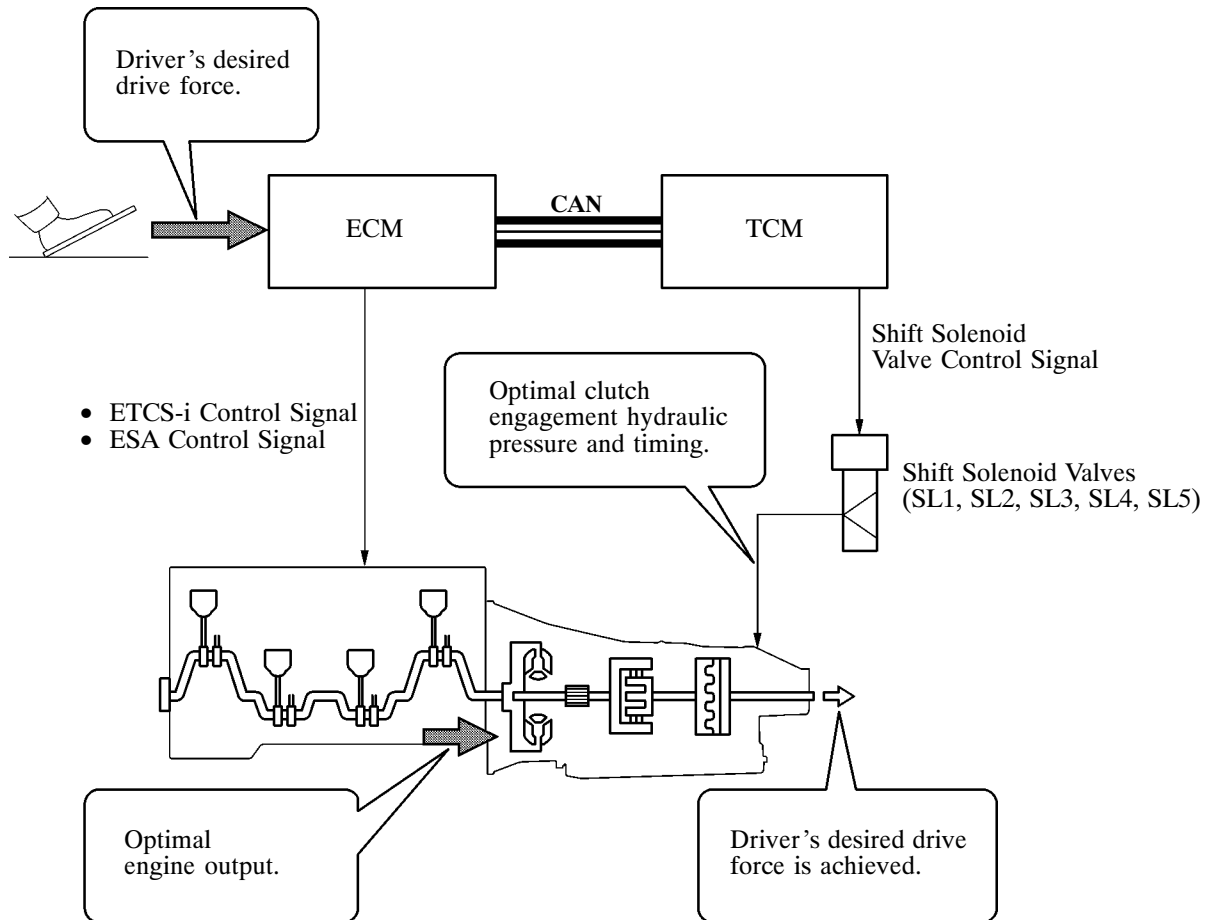 Driver's desired
drive force.
CAN
ECM
TCM
Shift Solenoid
Valve Control Signal
Optimal clutch
engagement hydraulic
pressure and timing.
• ETCS-i Control Signal
• ESA Control Signal
Shift Solenoid Valves
(SL1, SL2, SL3, SL4, SL5)
Optimal
engine output.
Driver's desired drive
force is achieved.